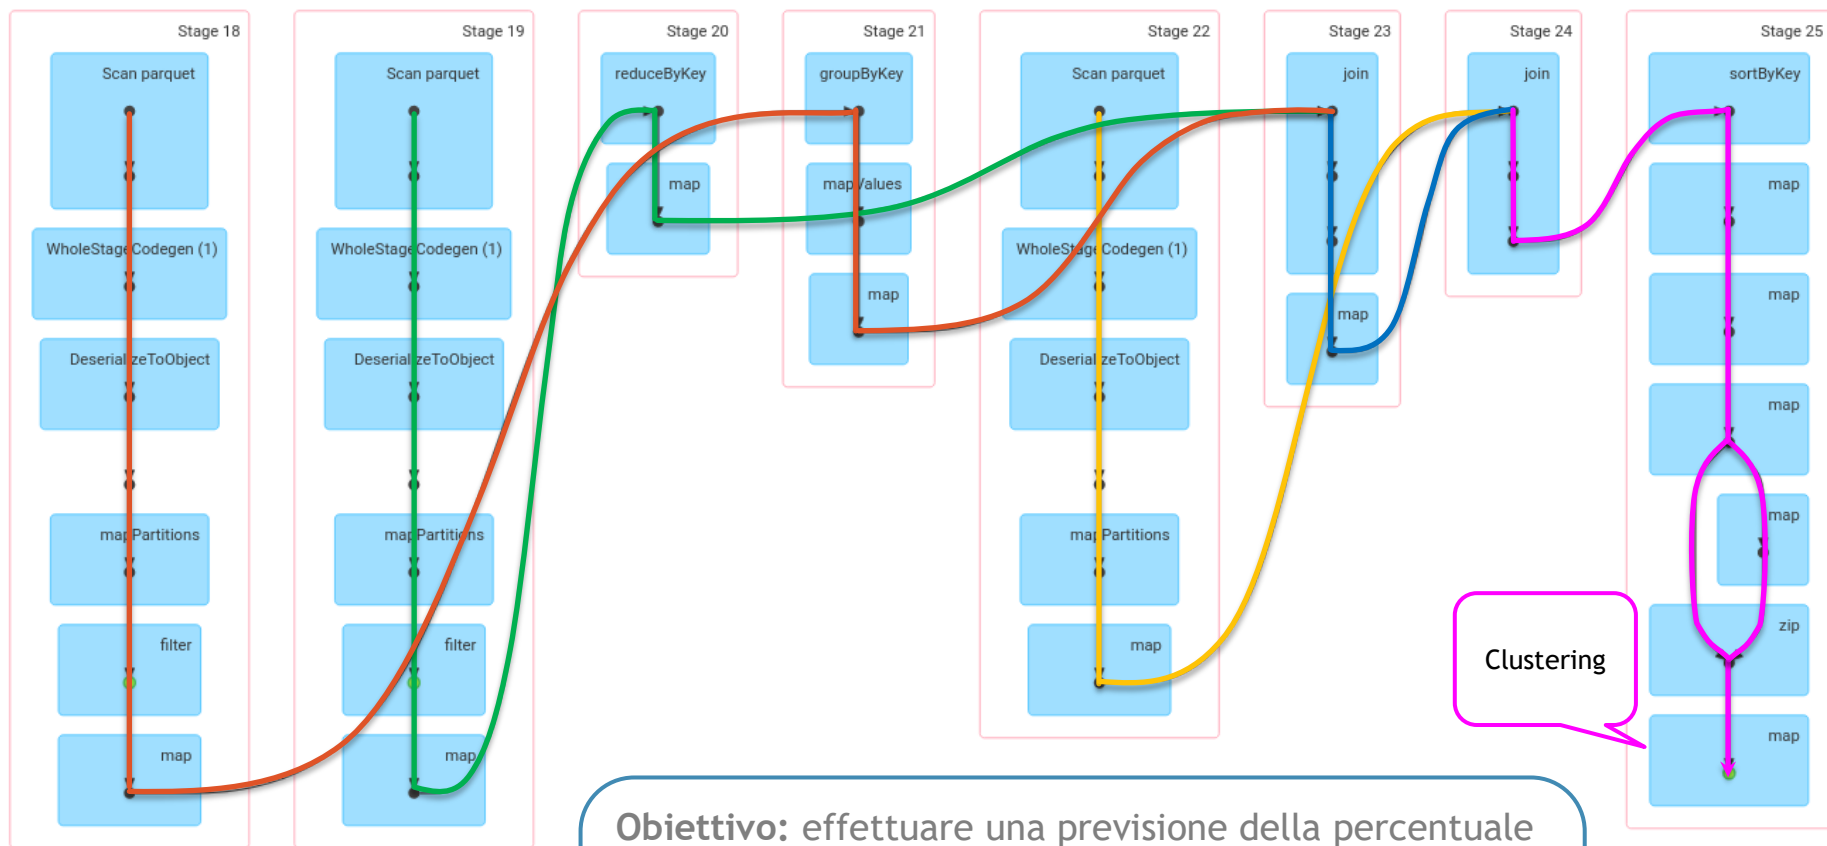 Stage 18
Scan parquet
WholeStageCodegen (1)
DeserializeToObject
mapPartitions
filter
map
Stage 19
Scan parquet
WholeStageCodegen (1)
DeserializeToObject
mapPartitions
filter
map
Stage 20
reduceByKey
map
Stage 21
groupByKey
mapValues
map
Stage 22
Scan parquet
WholeStageCodegen (1)
DeserializeToObject
mapPartitions
map
Stage 23
join
map
Stage 24
join
Stage 25
sortByKey
map
map
map
map
zip
map
Clustering
Obiettivo: effettuare una previsione della percentuale